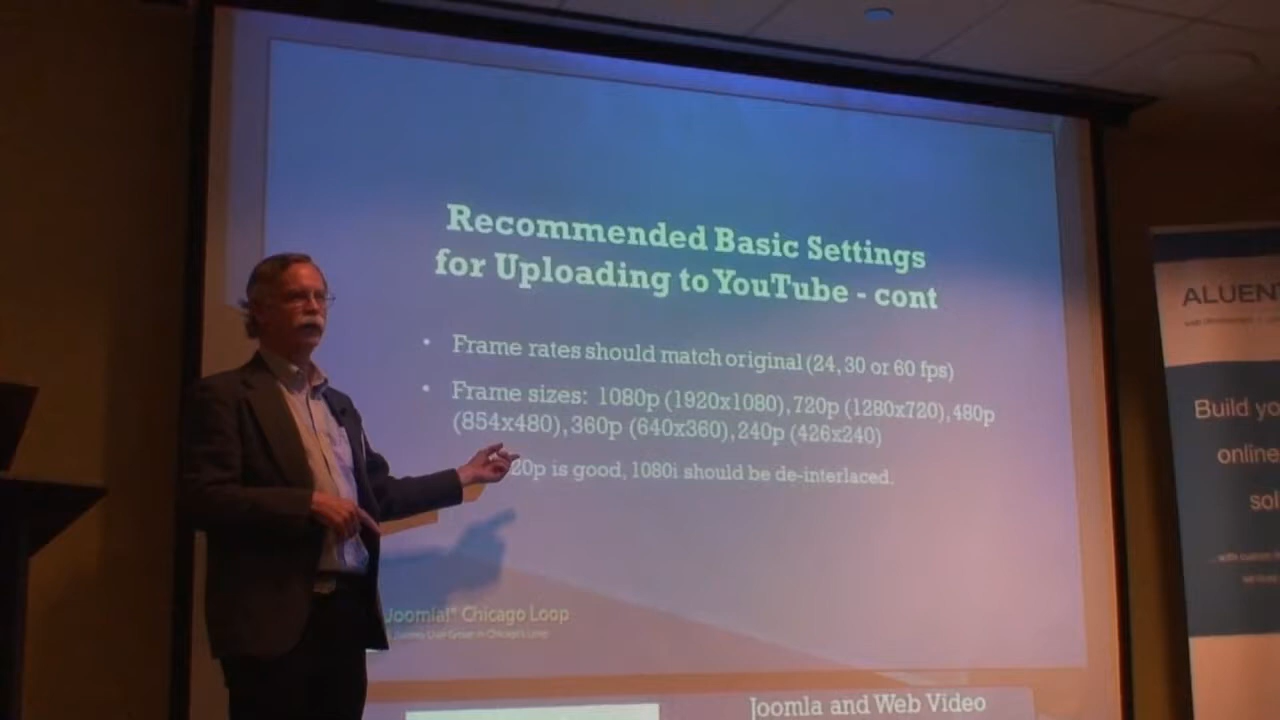 Recommended Basic Settings
for Uploading to YouTube - cont
• Frame rates should match original (24, 30 or 60 fps)
• Frame sizes: 1080p (1920x1080), 720p (1280x720), 480p
(854x480), 360p (640x360), 240p (426x240)
20p is good, 1080i should be de-interlaced.
Joomla!® Chicago Loop
Joomla and Web Video
ALUEN
Build yo
online
sol